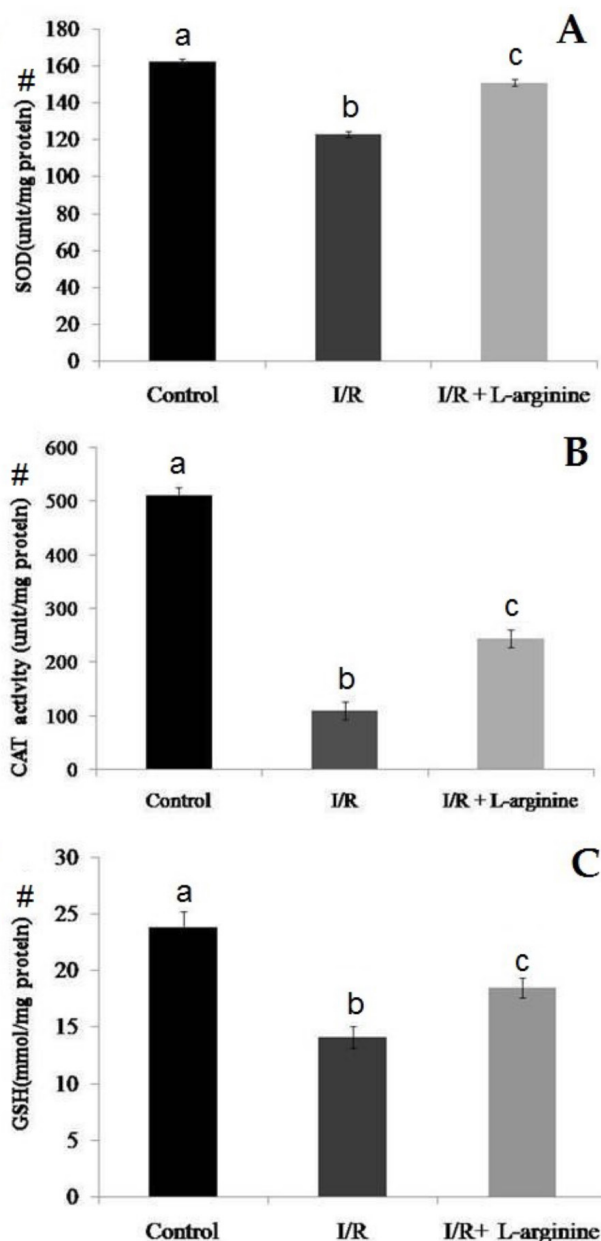 A
#
SOD(unit/mg protein)
180
160
140
120
100
80
60
40
20
0
a
b
c
Control
I/R
I/R + L-arginine
B
#
CAT activity (unit/mg protein)
600
500
400
300
200
100
0
a
b
c
Control
I/R
I/R + L-arginine
C
#
GSH(mmol/mg protein)
30
25
20
15
10
5
0
a
b
c
Control
I/R
I/R+ L-arginine